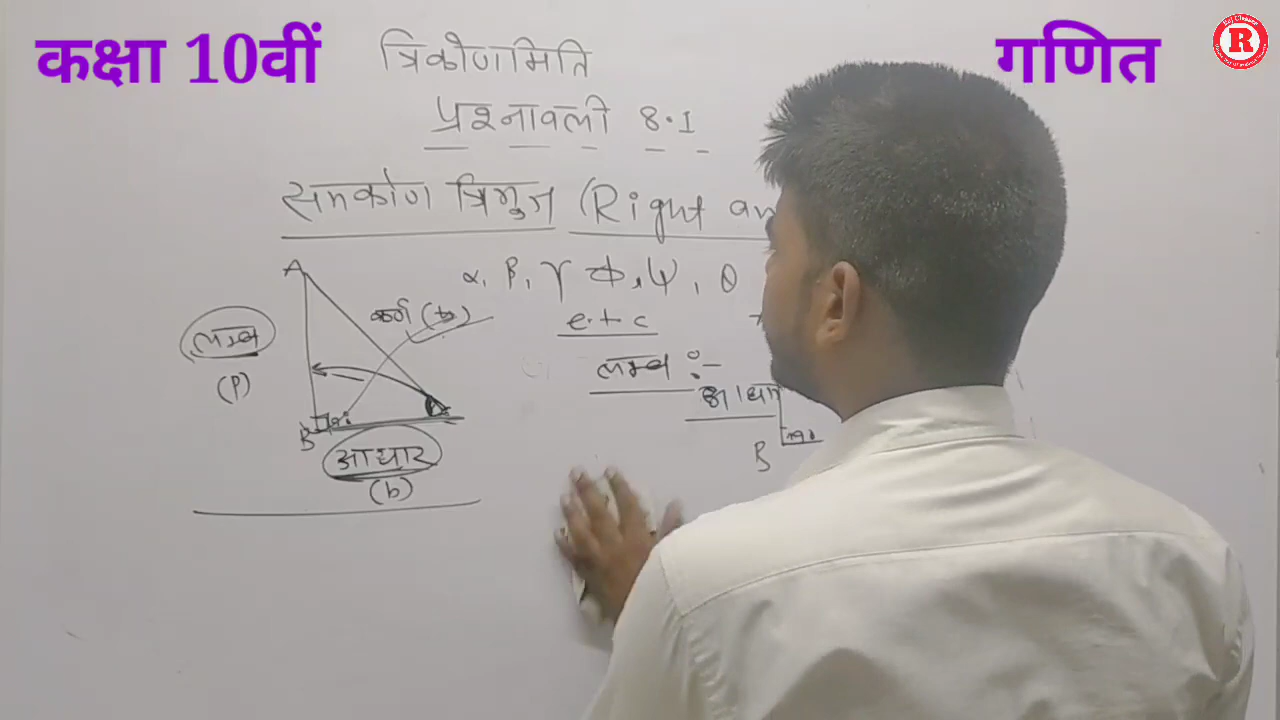 कक्षा 10वीं
गणित
त्रिकोणमिति
प्रश्नावली 8.1
समकोण त्रिभुज (Right an
α, β, γ Φ, Ψ, θ
e.t c
A
कर्ण (h)
लम्ब
(P)
लम्ब :-
आधार
B
B
आधार
(b)
R